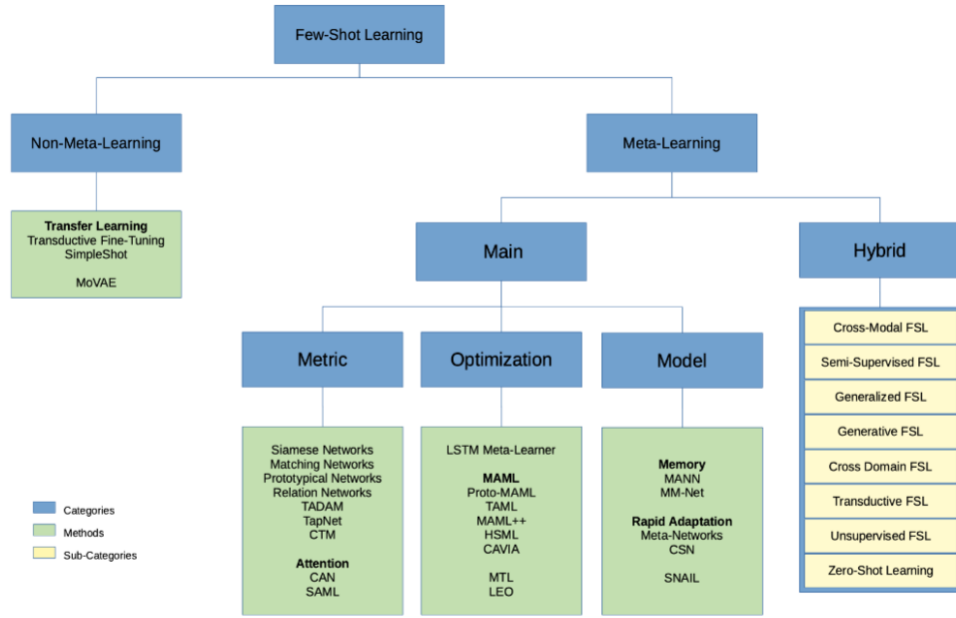 Few-Shot Learning
Non-Meta-Learning
Meta-Learning
Transfer Learning
Transductive Fine-Tuning
SimpleShot
MoVAE
Main
Hybrid
Metric
Optimization
Model
Siamese Networks
Matching Networks
Prototypical Networks
Relation Networks
TADAM
TapNet
CTM
Attention
CAN
SAML
LSTM Meta-Learner
MAML
Proto-MAML
TAML
MAML++
HSML
CAVIA
MTL
LEO
Memory
MANN
MM-Net
Rapid Adaptation
Meta-Networks
CSN
SNAIL
Cross-Modal FSL
Semi-Supervised FSL
Generalized FSL
Generative FSL
Cross Domain FSL
Transductive FSL
Unsupervised FSL
Zero-Shot Learning
Categories
Methods
Sub-Categories